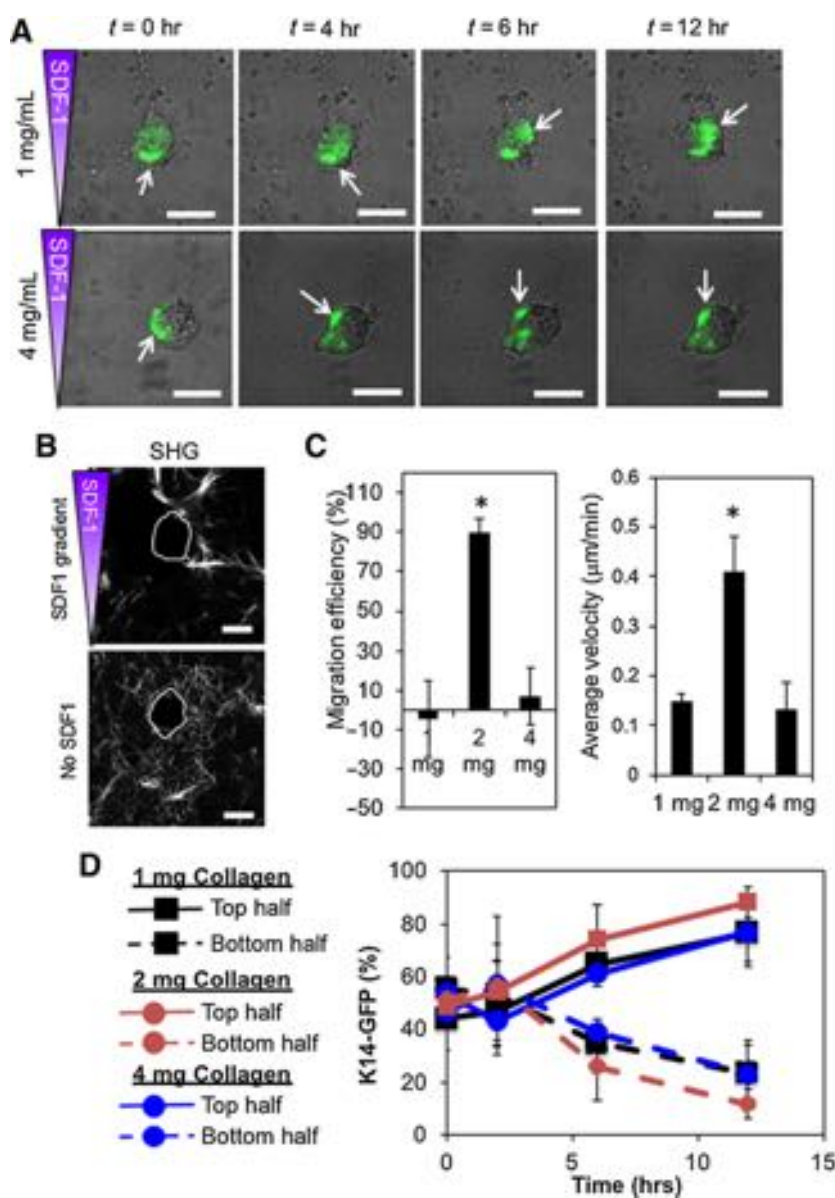 A
t = 0 hr
t = 4 hr
t = 6 hr
t = 12 hr
1 mg/mL
SDF-1
4 mg/mL
SDF-1
B
SHG
SDF1 gradient
SDF-1
No SDF1
C
Migration efficiency (%)
110
90
70
50
30
10
-10
-30
-50
*
1 mg
2 mg
4 mg
Average velocity (μm/min)
0.6
0.5
0.4
0.3
0.2
0.1
0
*
1 mg 2 mg 4 mg
D
1 mg Collagen
Top half
Bottom half
2 mg Collagen
Top half
Bottom half
4 mg Collagen
Top half
Bottom half
K14-GFP (%)
100
80
60
40
20
0
0 5 10 15
Time (hrs)